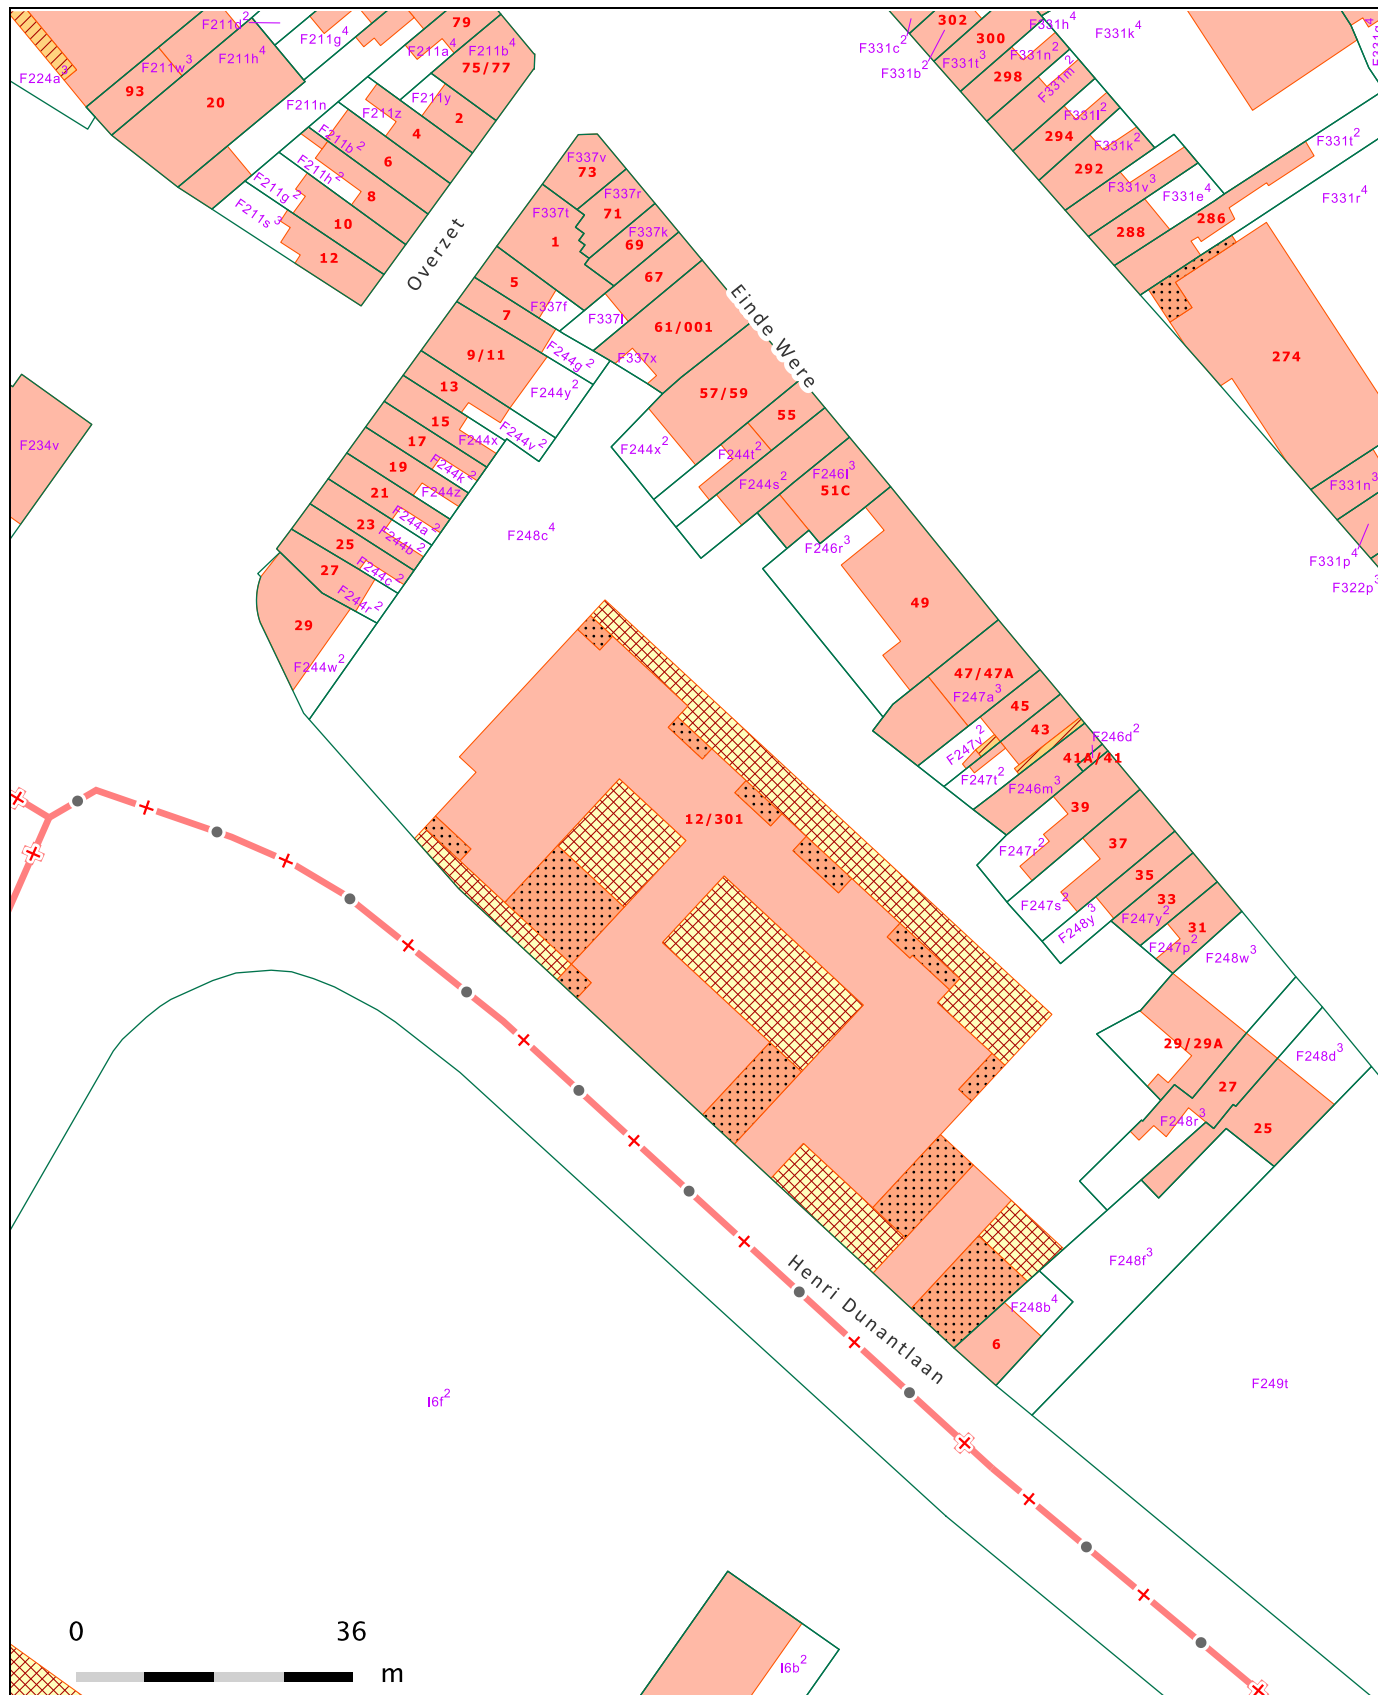 F211d²
F211g⁴
79
302
F331h⁴
F331k⁴
F331c²
300
F211a⁴
F211b⁴
F211w³
F211h⁴
F331b²
F331t³
F331n²
75/77
F224a³
93
20
298
F331m²
F211n
F211y
F211z
2
4
F331l²
294
F331k²
F331t²
F211b²
6
F337v
73
292
F211h²
F211g²
8
F337r
F331v³
F331e⁴
F331r⁴
F211s³
10
F337t
71
286
12
1
F337k
69
288
Overzet
67
5
F337f
7
F337l
61/001
Einde Were
9/11
F244g²
F337x
274
13
F244y²
57/59
15
55
17
F244x
F244v²
F244x²
F234v
19
F244k²
F244t²
F246l³
21
F244z
F244s²
51C
F331n³
23
F244a²
25
F244b²
F248c⁴
F246r³
F331p⁴
27
F244c²
F322p³
F244r²
49
29
F244w²
47/47A
F247a³
45
43
F247v²
F246d²
41A/41
F247t²
F246m³
39
12/301
37
F247r²
35
F247s²
33
F248y³
F247y²
31
F247p²
F248w³
29/29A
F248d³
27
F248r³
25
F248f³
F248b⁴
Henri Dunantlaan
6
F249t
I6f²
0 36
m
I6b²